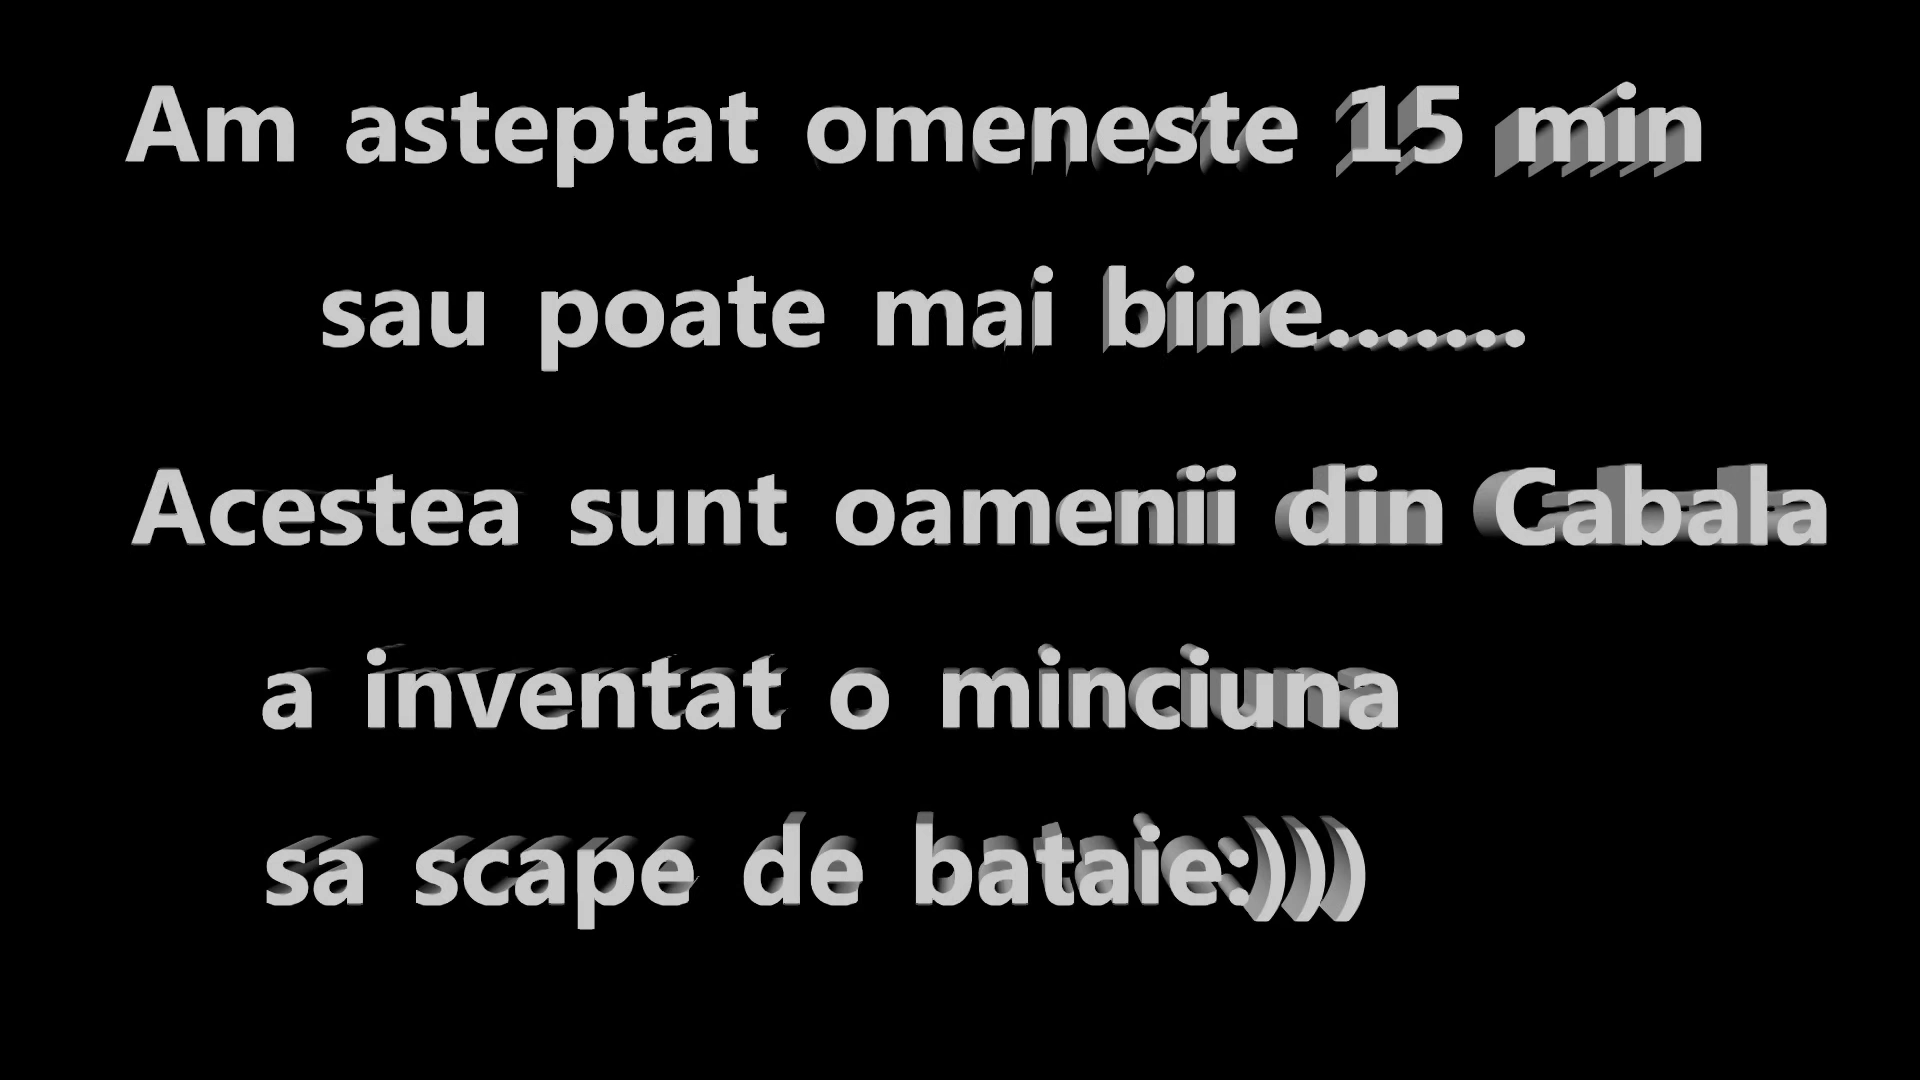 Am asteptat omeneste 15 min
sau poate mai bine.......
Acestea sunt oamenii din Cabala
a inventat o minciuna
sa scape de bataie:)))